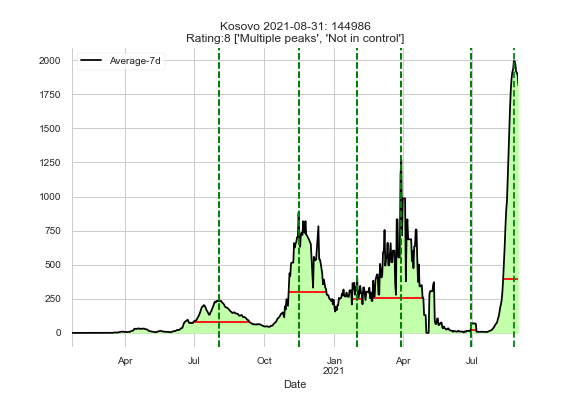 Kosovo 2021-08-31: 144986
Rating:8 ['Multiple peaks', 'Not in control']
Average-7d
2000
1750
1500
1250
1000
750
500
250
0
Apr
Jul
Oct
Jan
2021
Apr
Jul
Date